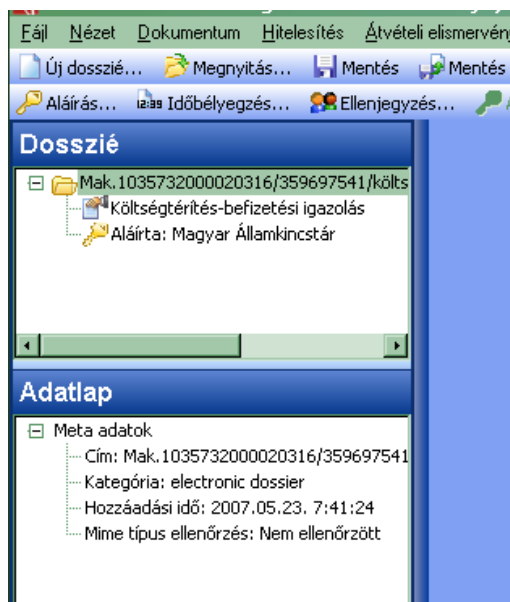 Fájl Nézet Dokumentum Hitelesítés Átvételi elismervén
Új dosszié... Megnyitás... Mentés Mentés
Aláírás... Időbélyegzés... Ellenjegyzés...
Dosszié
Mak.1035732000020316/359697541/költs
Költségtérítés-befizetési igazolás
Aláírta: Magyar Államkincstár
Adatlap
Meta adatok
Cím: Mak.1035732000020316/359697541
Kategória: electronic dossier
Hozzáadási idő: 2007.05.23. 7:41:24
Mime típus ellenőrzés: Nem ellenőrzött